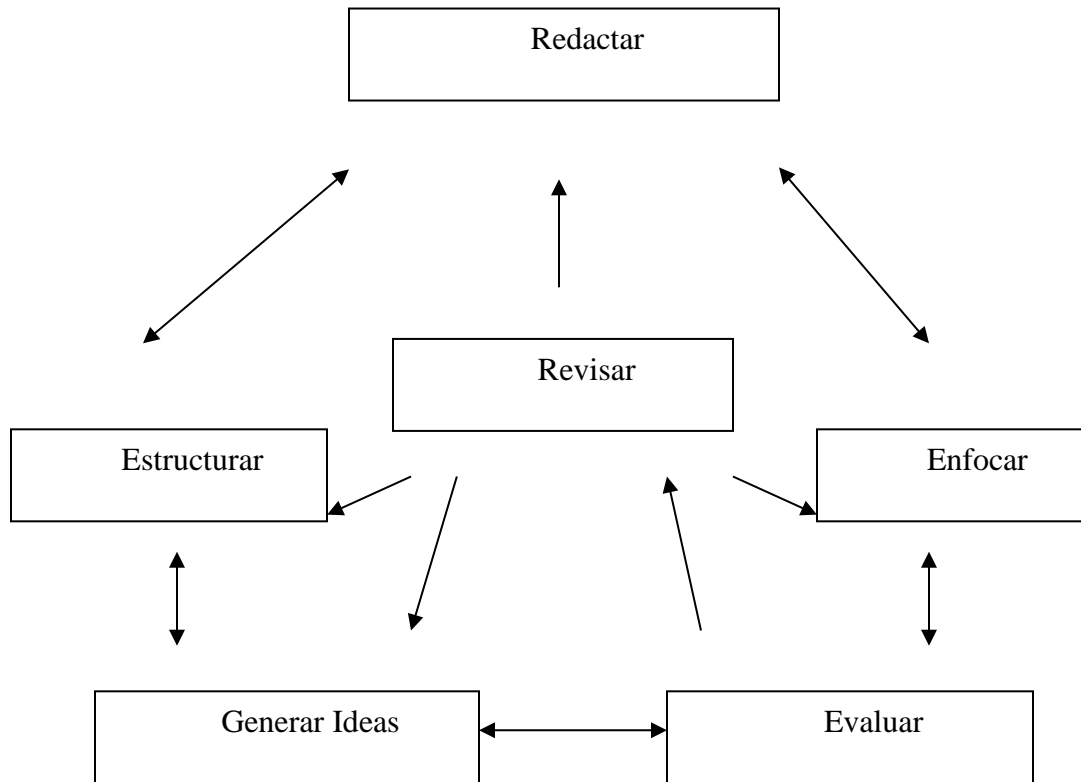 Redactar
Revisar
Estructurar
Enfocar
Generar Ideas
Evaluar